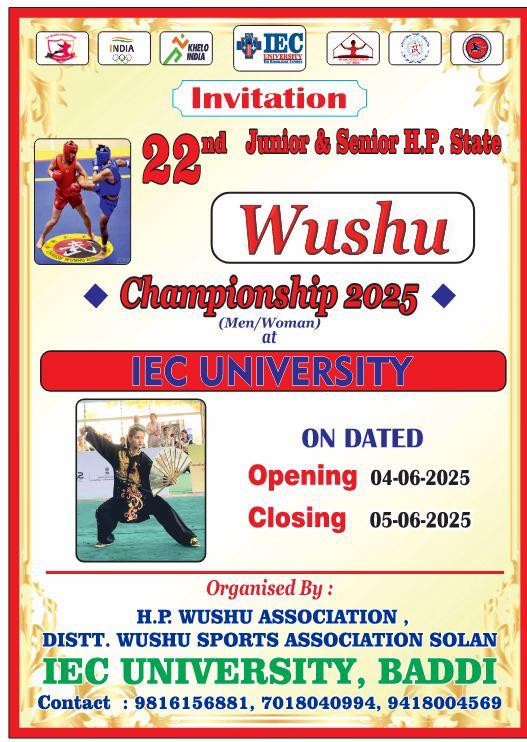 INDIA
KHELO
INDIA
IEC
UNIVERSITY
Invitation
22nd Junior & Senior H.P. State
Wushu
Championship 2025
(Men/Woman)
at
IEC UNIVERSITY
ON DATED
Opening 04-06-2025
Closing 05-06-2025
Organised By :
H.P. WUSHU ASSOCIATION ,
DISTT. WUSHU SPORTS ASSOCIATION SOLAN
IEC UNIVERSITY, BADDI
Contact : 9816156881, 7018040994, 9418004569